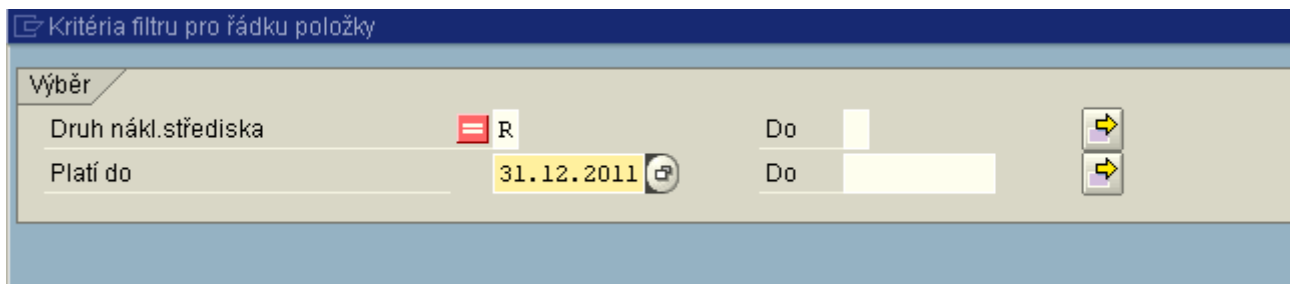 Kritéria filtru pro řádku položky
Výběr
Druh nákl.střediska R Do
Platí do 31.12.2011 Do